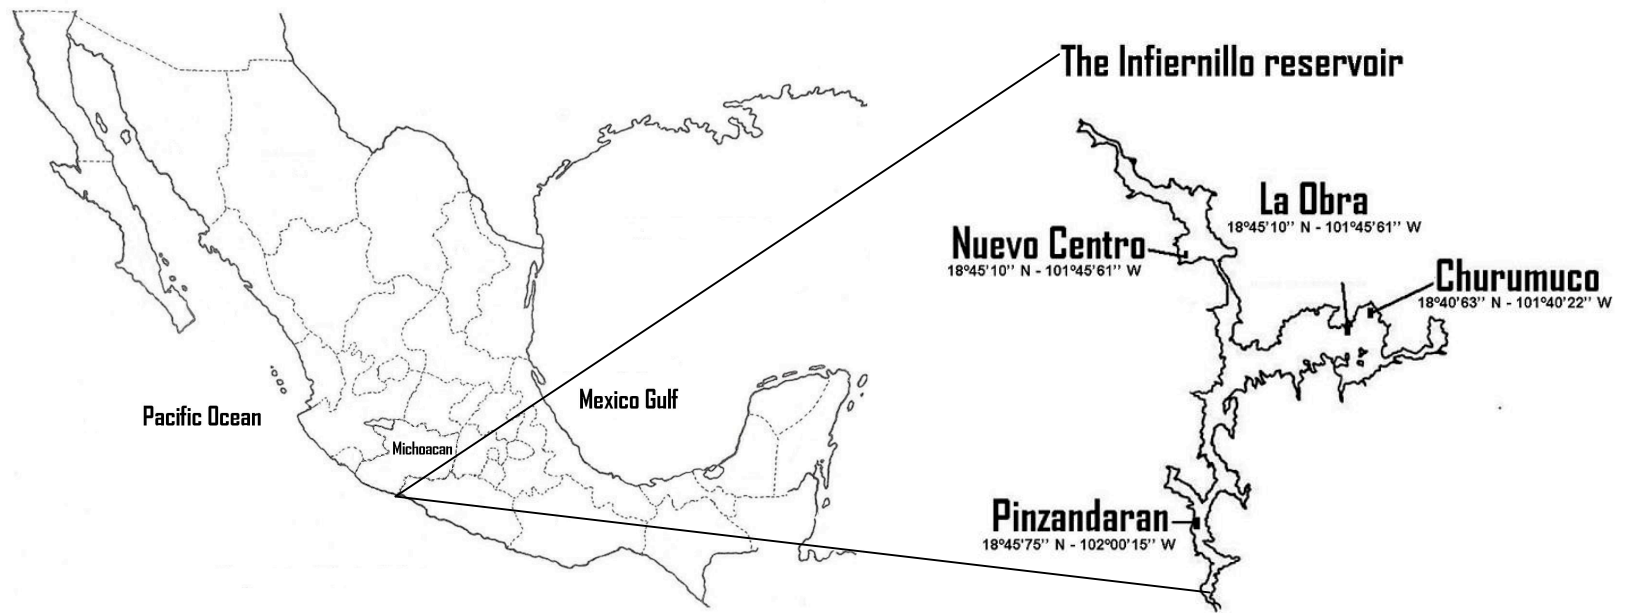 The Infiernillo reservoir
La Obra
18º45'10'' N - 101º45'61'' W
Nuevo Centro
18º45'10'' N - 101º45'61'' W
Churumuco
18º40'63'' N - 101º40'22'' W
Mexico Gulf
Pacific Ocean
Michoacan
Pinzandaran
18º45'75'' N - 102º00'15'' W